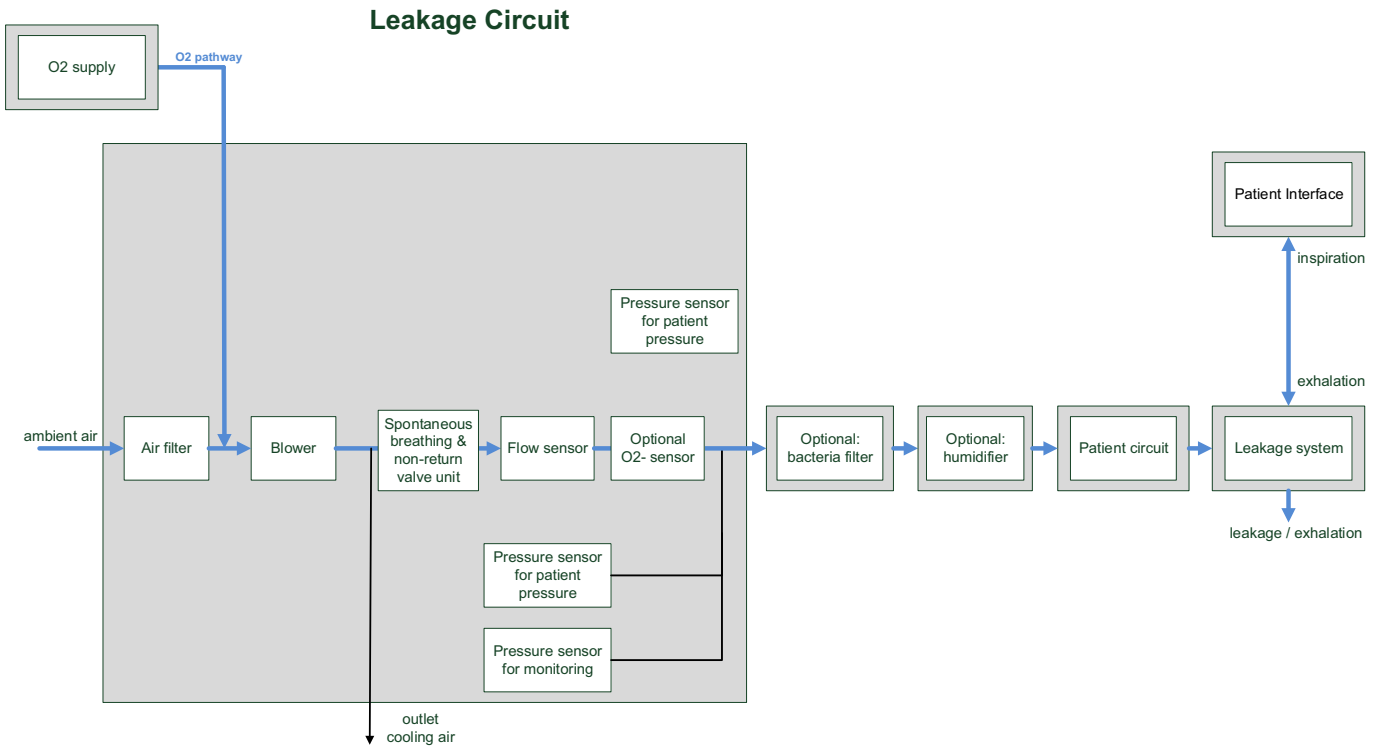 Leakage Circuit
O2 supply
O2 pathway
Patient Interface
inspiration
Pressure sensor
for patient
pressure
exhalation
ambient air
Air filter
Blower
Spontaneous
breathing &
non-return
valve unit
Flow sensor
Optional
O2- sensor
Optional:
bacteria filter
Optional:
humidifier
Patient circuit
Leakage system
leakage / exhalation
Pressure sensor
for patient
pressure
Pressure sensor
for monitoring
outlet
cooling air